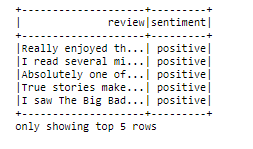 +--------------------+---------+
|              review|sentiment|
+--------------------+---------+
|Really enjoyed th...| positive|
|I read several mi...| positive|
|Absolutely one of...| positive|
|True stories make...| positive|
|I saw The Big Bad...| positive|
+--------------------+---------+
only showing top 5 rows